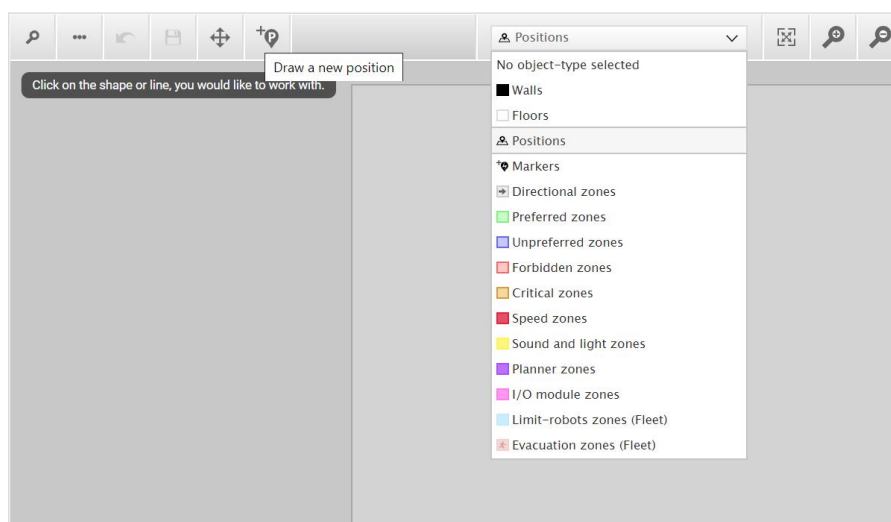 Positions
Draw a new position
Click on the shape or line, you would like to work with.
No object-type selected
Walls
Floors
Positions
Markers
Directional zones
Preferred zones
Unpreferred zones
Forbidden zones
Critical zones
Speed zones
Sound and light zones
Planner zones
I/O module zones
Limit-robots zones (Fleet)
Evacuation zones (Fleet)